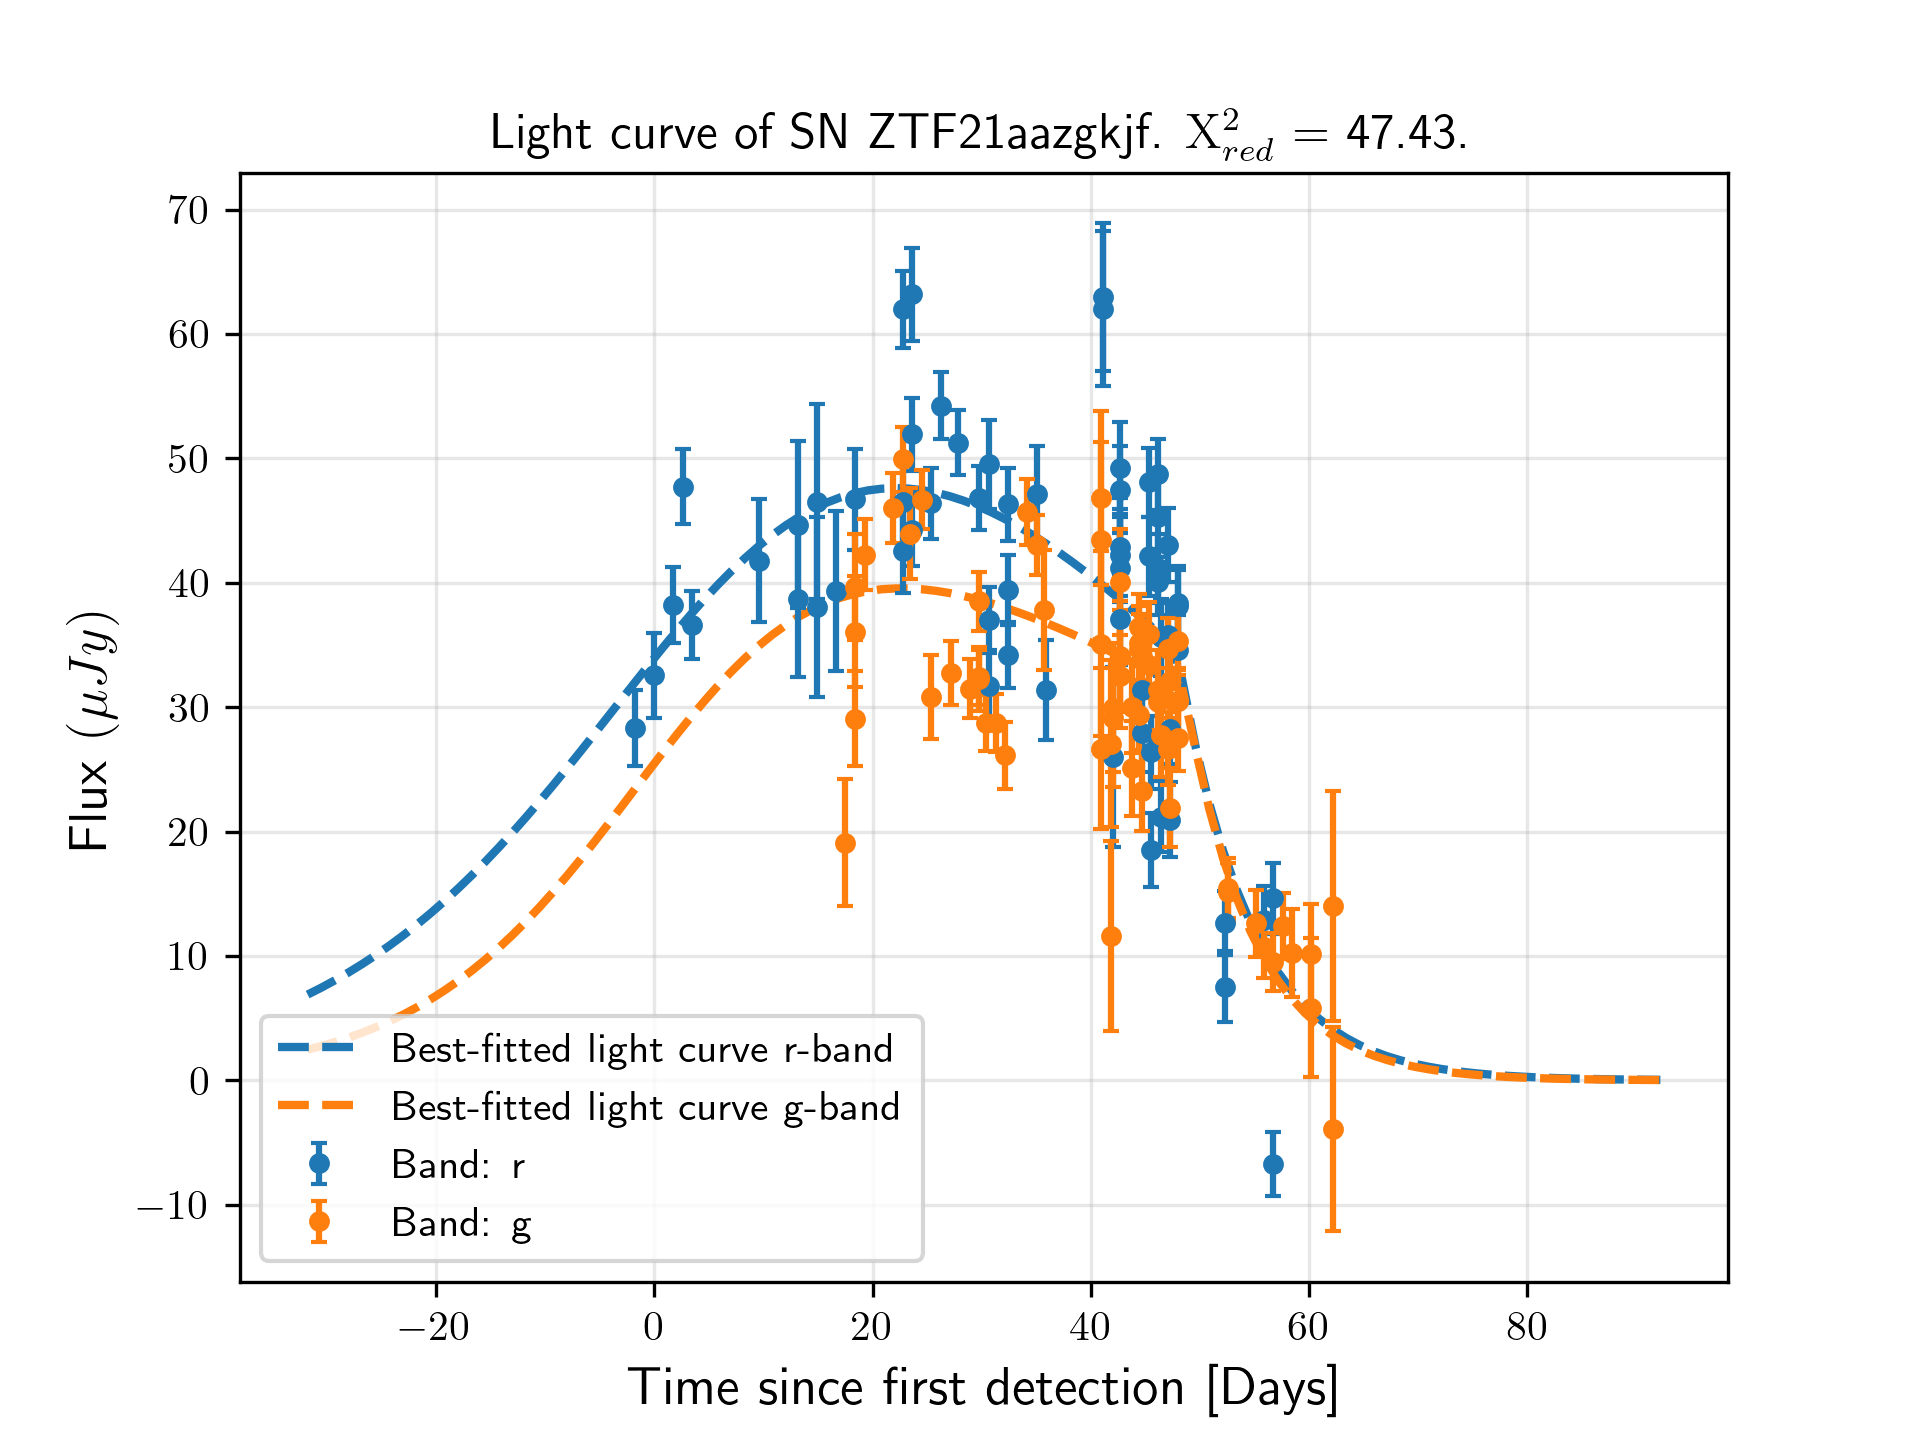 Light curve of SN ZTF21aazgkjf. X²_red = 47.43.
70
60
50
40
30
20
10
0
−10
Flux (μJy)
Best-fitted light curve r-band
Best-fitted light curve g-band
Band: r
Band: g
−20 0 20 40 60 80
Time since first detection [Days]